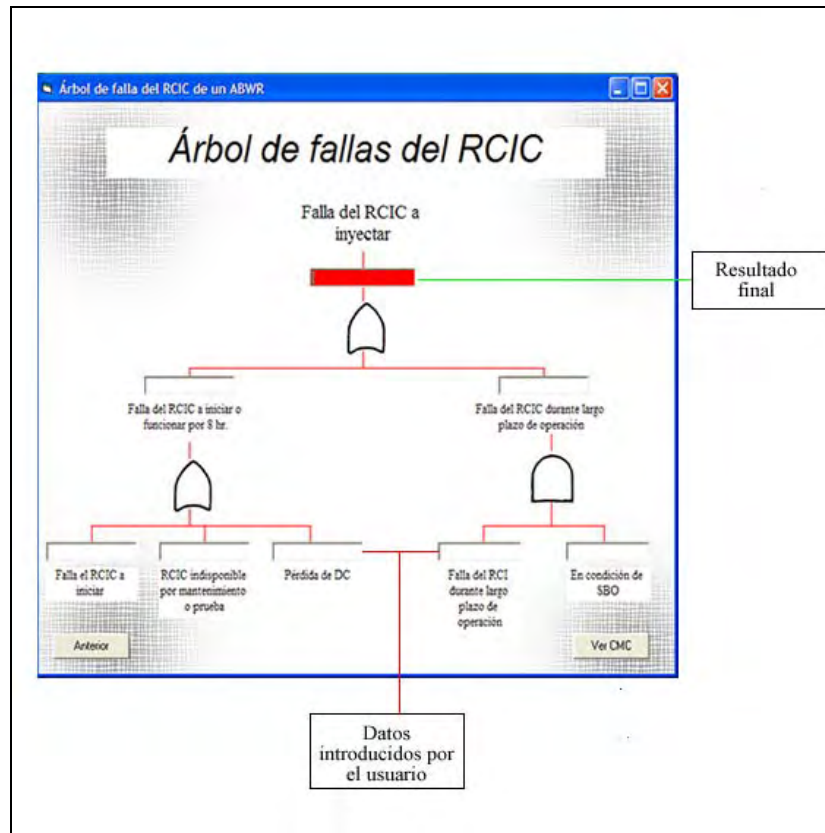 Árbol de falla del RCIC de un ABWR
Árbol de fallas del RCIC
Falla del RCIC a
inyectar
Resultado
final
Falla del RCIC a iniciar o
funcionar por 8 hr.
Falla del RCIC durante largo
plazo de operación
Falla el RCIC a
iniciar
RCIC indisponible
por mantenimiento
o prueba
Pérdida de DC
Falla del RCI
durante largo
plazo de
operación
En condición de
SBO
Anterior
Ver CMC
Datos
introducidos por
el usuario